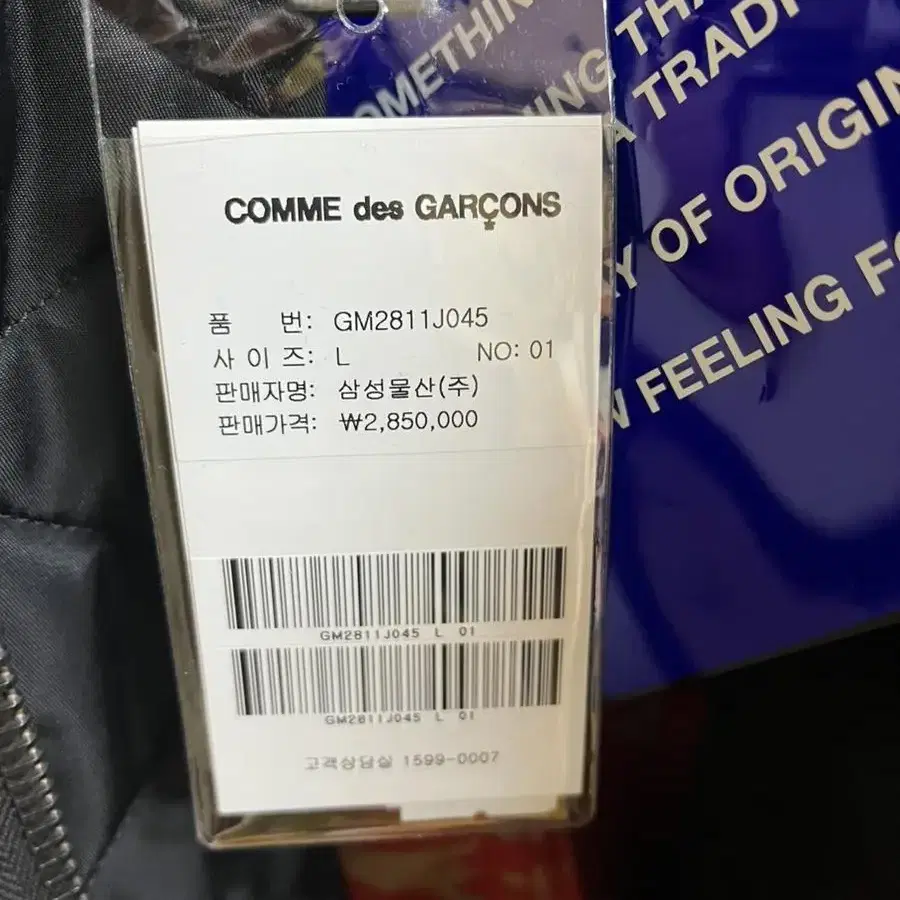 COMME des GARÇONS
품 번: GM2811J045
사이즈: L NO: 01
판매자명: 삼성물산(주)
판매가격: ₩2,850,000
GM2811J045 L 01
GM2811J045 L 01
고객상담실 1599-0007
OMETHIN
NING THA
A TRADI
Y OF ORIGIN
N FEELING FO